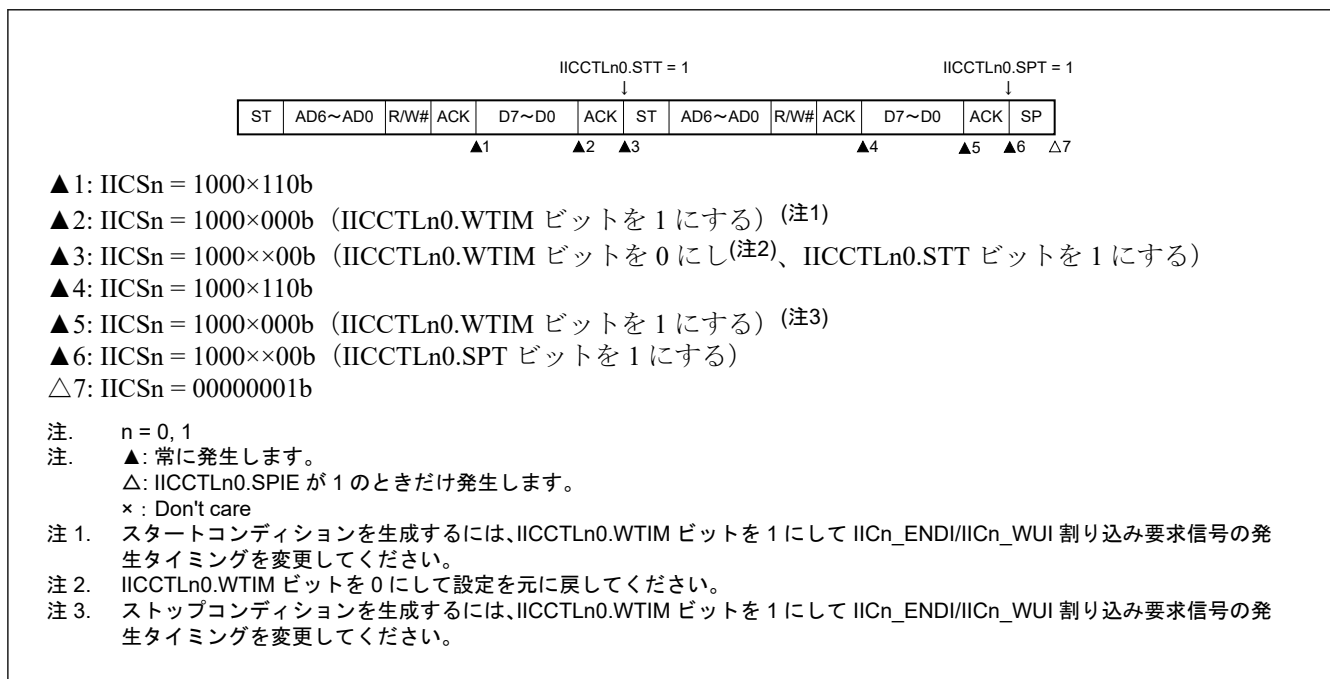 IICCTLn0.STT = 1 IICCTLn0.SPT = 1
↓ ↓
ST AD6～AD0 R/W# ACK D7～D0 ACK ST AD6～AD0 R/W# ACK D7～D0 ACK SP
▲1 ▲2 ▲3 ▲4 ▲5 ▲6 △7
▲1: IICSn = 1000×110b
▲2: IICSn = 1000×000b（IICCTLn0.WTIM ビットを 1 にする）(注1)
▲3: IICSn = 1000××00b（IICCTLn0.WTIM ビットを 0 にし(注2)、IICCTLn0.STT ビットを 1 にする）
▲4: IICSn = 1000×110b
▲5: IICSn = 1000×000b（IICCTLn0.WTIM ビットを 1 にする）(注3)
▲6: IICSn = 1000××00b（IICCTLn0.SPT ビットを 1 にする）
△7: IICSn = 00000001b
注. n = 0, 1
注. ▲: 常に発生します。
△: IICCTLn0.SPIE が 1 のときだけ発生します。
×：Don't care
注 1. スタートコンディションを生成するには、IICCTLn0.WTIM ビットを 1 にして IICn_ENDI/IICn_WUI 割り込み要求信号の発
生タイミングを変更してください。
注 2. IICCTLn0.WTIM ビットを 0 にして設定を元に戻してください。
注 3. ストップコンディションを生成するには、IICCTLn0.WTIM ビットを 1 にして IICn_ENDI/IICn_WUI 割り込み要求信号の発
生タイミングを変更してください。